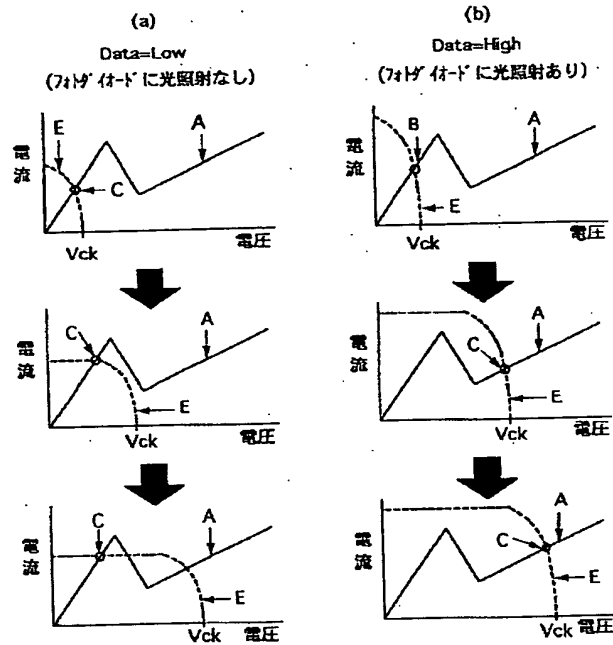 (a)
Data=Low
(フォトダイオードに光照射なし)
電流
E
A
C
Vck
電圧
電流
C
A
E
Vck
電圧
電流
C
A
E
Vck
電圧
(b)
Data=High
(フォトダイオードに光照射あり)
電流
B
A
E
Vck
電圧
電流
A
C
E
Vck
電圧
電流
A
C
E
Vck
電圧